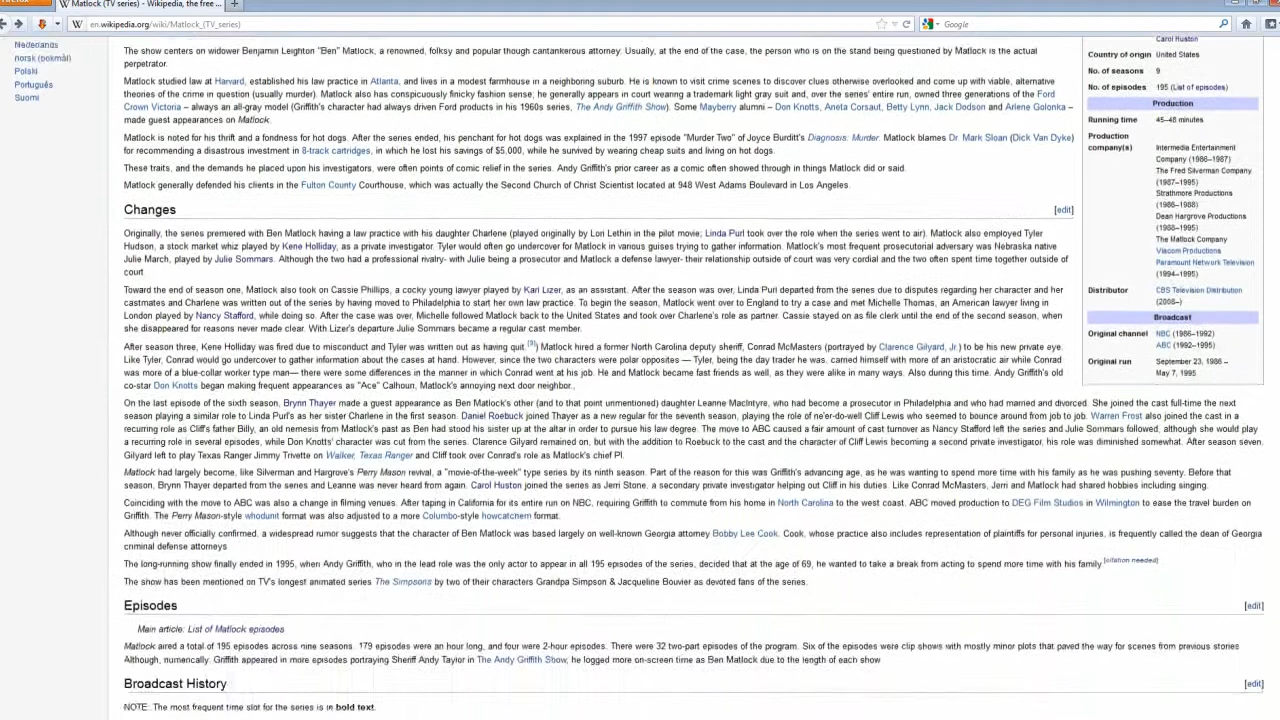 Matlock (TV series) - Wikipedia, the free ...
en.wikipedia.org/wiki/Matlock_(TV_series)
Google
Nederlands
norsk (bokmål)
Polski
Português
Suomi
The show centers on widower Benjamin Leighton "Ben" Matlock, a renowned, folksy and popular though cantankerous attorney. Usually, at the end of the case, the person who is on the stand being questioned by Matlock is the actual
perpetrator.
Matlock studied law at Harvard, established his law practice in Atlanta, and lives in a modest farmhouse in a neighboring suburb. He is known to visit crime scenes to discover clues otherwise overlooked and come up with viable, alternative
theories of the crime in question (usually murder). Matlock also has conspicuously finicky fashion sense; he generally appears in court wearing a trademark light gray suit and, over the series' entire run, owned three generations of the Ford
Crown Victoria – always an all-gray model (Griffith's character had always driven Ford products in his 1960s series, The Andy Griffith Show). Some Mayberry alumni – Don Knotts, Aneta Corsaut, Betty Lynn, Jack Dodson and Arlene Golonka –
made guest appearances on Matlock.
Matlock is noted for his thrift and a fondness for hot dogs. After the series ended, his penchant for hot dogs was explained in the 1997 episode "Murder Two" of Joyce Burditt's Diagnosis: Murder. Matlock blames Dr. Mark Sloan (Dick Van Dyke)
for recommending a disastrous investment in 8-track cartridges, in which he lost his savings of $5,000, while he survived by wearing cheap suits and living on hot dogs.
These traits, and the demands he placed upon his investigators, were often points of comic relief in the series. Andy Griffith's prior career as a comic often showed through in things Matlock did or said.
Matlock generally defended his clients in the Fulton County Courthouse, which was actually the Second Church of Christ Scientist located at 948 West Adams Boulevard in Los Angeles.
Changes [edit]
Originally, the series premiered with Ben Matlock having a law practice with his daughter Charlene (played originally by Lori Lethin in the pilot movie; Linda Purl took over the role when the series went to air). Matlock also employed Tyler
Hudson, a stock market whiz played by Kene Holliday, as a private investigator. Tyler would often go undercover for Matlock in various guises trying to gather information. Matlock's most frequent prosecutorial adversary was Nebraska native
Julie March, played by Julie Sommars. Although the two had a professional rivalry- with Julie being a prosecutor and Matlock a defense lawyer- their relationship outside of court was very cordial and the two often spent time together outside of
court
Toward the end of season one, Matlock also took on Cassie Phillips, a cocky young lawyer played by Kari Lizer, as an assistant. After the season was over, Linda Purl departed from the series due to disputes regarding her character and her
castmates and Charlene was written out of the series by having moved to Philadelphia to start her own law practice. To begin the season, Matlock went over to England to try a case and met Michelle Thomas, an American lawyer living in
London played by Nancy Stafford, while doing so. After the case was over, Michelle followed Matlock back to the United States and took over Charlene's role as partner. Cassie stayed on as file clerk until the end of the second season, when
she disappeared for reasons never made clear. With Lizer's departure Julie Sommars became a regular cast member.
After season three, Kene Holliday was fired due to misconduct and Tyler was written out as having quit.[9]) Matlock hired a former North Carolina deputy sheriff, Conrad McMasters (portrayed by Clarence Gilyard, Jr.) to be his new private eye.
Like Tyler, Conrad would go undercover to gather information about the cases at hand. However, since the two characters were polar opposites — Tyler, being the day trader he was, carried himself with more of an aristocratic air while Conrad
was more of a blue-collar worker type man— there were some differences in the manner in which Conrad went at his job. He and Matlock became fast friends as well, as they were alike in many ways. Also during this time, Andy Griffith's old
co-star Don Knotts began making frequent appearances as "Ace" Calhoun, Matlock's annoying next door neighbor.,
On the last episode of the sixth season, Brynn Thayer made a guest appearance as Ben Matlock's other (and to that point unmentioned) daughter Leanne MacIntyre, who had become a prosecutor in Philadelphia and who had married and divorced. She joined the cast full-time the next
season playing a similar role to Linda Purl's as her sister Charlene in the first season. Daniel Roebuck joined Thayer as a new regular for the seventh season, playing the role of ne'er-do-well Cliff Lewis who seemed to bounce around from job to job. Warren Frost also joined the cast in a
recurring role as Cliff's father Billy, an old nemesis from Matlock's past as Ben had stood his sister up at the altar in order to pursue his law degree. The move to ABC caused a fair amount of cast turnover as Nancy Stafford left the series and Julie Sommars followed, although she would play
a recurring role in several episodes, while Don Knotts' character was cut from the series. Clarence Gilyard remained on, but with the addition to Roebuck to the cast and the character of Cliff Lewis becoming a second private investigator, his role was diminished somewhat. After season seven,
Gilyard left to play Texas Ranger Jimmy Trivette on Walker, Texas Ranger and Cliff took over Conrad's role as Matlock's chief PI.
Matlock had largely become, like Silverman and Hargrove's Perry Mason revival, a "movie-of-the-week" type series by its ninth season. Part of the reason for this was Griffith's advancing age, as he was wanting to spend more time with his family as he was pushing seventy. Before that
season, Brynn Thayer departed from the series and Leanne was never heard from again. Carol Huston joined the series as Jerri Stone, a secondary private investigator helping out Cliff in his duties. Like Conrad McMasters, Jerri and Matlock had shared hobbies including singing.
Coinciding with the move to ABC was also a change of filming venues. After taping in California for its entire run on NBC, requiring Griffith to commute from his home in North Carolina to the west coast, ABC moved production to DEG Film Studios in Wilmington to ease the travel burden on
Griffith. The Perry Mason-style whodunit format was also adjusted to a more Columbo-style howcatchem format.
Although never officially confirmed, a widespread rumor suggests that the character of Ben Matlock was based largely on well-known Georgia attorney Bobby Lee Cook. Cook, whose practice also includes representation of plaintiffs for personal injuries, is frequently called the dean of Georgia
criminal defense attorneys
The long-running show finally ended in 1995, when Andy Griffith, who in the lead role was the only actor to appear in all 195 episodes of the series, decided that at the age of 69, he wanted to take a break from acting to spend more time with his family.[citation needed]
The show has been mentioned on TV's longest animated series The Simpsons by two of their characters Grandpa Simpson & Jacqueline Bouvier as devoted fans of the series.
Episodes [edit]
Main article: List of Matlock episodes
Matlock aired a total of 195 episodes across nine seasons. 179 episodes were an hour long, and four were 2-hour episodes. There were 32 two-part episodes of the program. Six of the episodes were clip shows with mostly minor plots that paved the way for scenes from previous stories
Although, numerically, Griffith appeared in more episodes portraying Sheriff Andy Taylor in The Andy Griffith Show, he logged more on-screen time as Ben Matlock due to the length of each show
Broadcast History [edit]
NOTE: The most frequent time slot for the series is in bold text.
Carol Huston
Country of origin United States
No. of seasons 9
No. of episodes 195 (List of episodes)
Production
Running time 45–48 minutes
Production
company(s)
Intermedia Entertainment
Company (1986–1987)
The Fred Silverman Company
(1987–1995)
Strathmore Productions
(1986–1988)
Dean Hargrove Productions
(1988–1995)
The Matlock Company
Viacom Productions
Paramount Network Television
(1994–1995)
Distributor CBS Television Distribution
(2008–)
Broadcast
Original channel NBC (1986–1992)
ABC (1992–1995)
Original run September 23, 1986 –
May 7, 1995